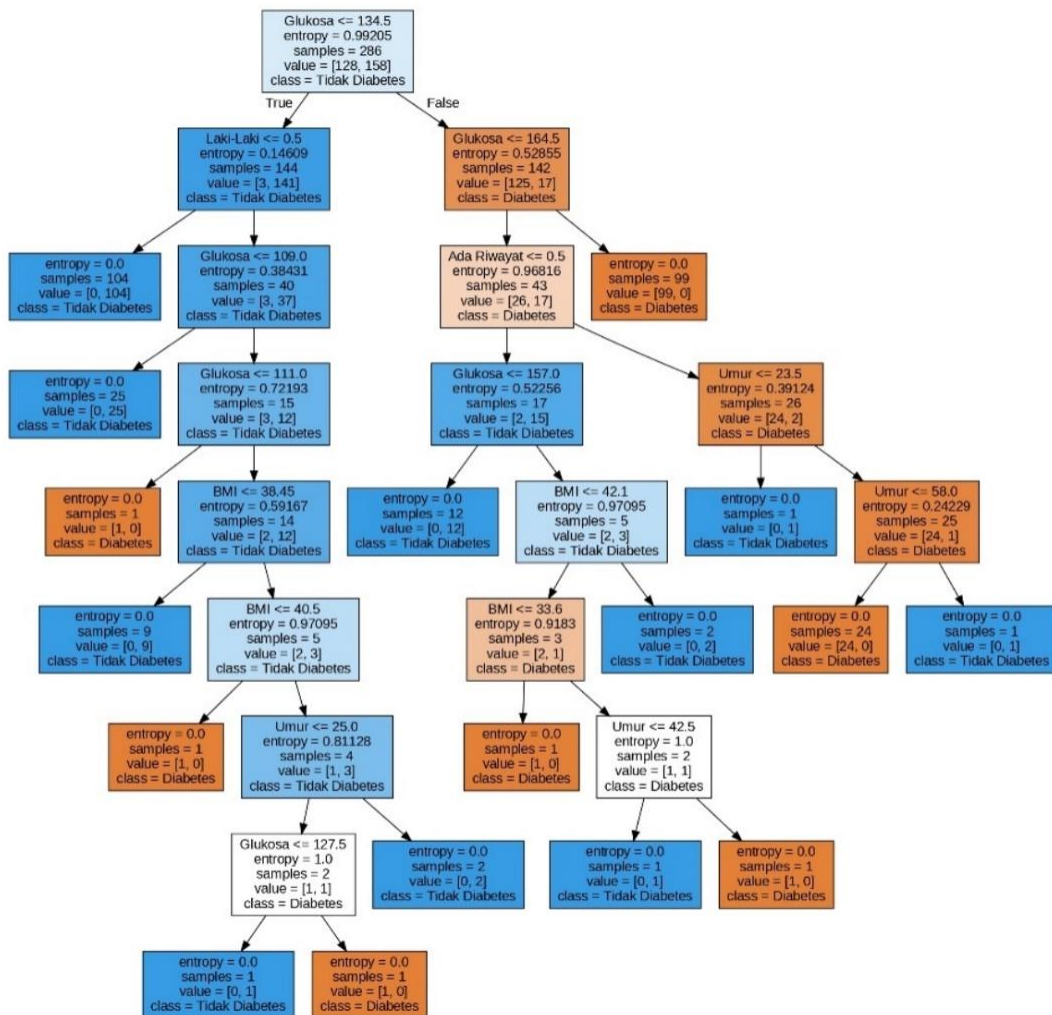 Glukosa <= 134.5
entropy = 0.99205
samples = 286
value = [128, 158]
class = Tidak Diabetes
True
False
Laki-Laki <= 0.5
entropy = 0.14609
samples = 144
value = [3, 141]
class = Tidak Diabetes
Glukosa <= 164.5
entropy = 0.52855
samples = 142
value = [125, 17]
class = Diabetes
entropy = 0.0
samples = 104
value = [0, 104]
class = Tidak Diabetes
Glukosa <= 109.0
entropy = 0.38431
samples = 40
value = [3, 37]
class = Tidak Diabetes
Ada Riwayat <= 0.5
entropy = 0.96816
samples = 43
value = [26, 17]
class = Diabetes
entropy = 0.0
samples = 99
value = [99, 0]
class = Diabetes
entropy = 0.0
samples = 25
value = [0, 25]
class = Tidak Diabetes
Glukosa <= 111.0
entropy = 0.72193
samples = 15
value = [3, 12]
class = Tidak Diabetes
Glukosa <= 157.0
entropy = 0.52256
samples = 17
value = [2, 15]
class = Tidak Diabetes
Umur <= 23.5
entropy = 0.39124
samples = 26
value = [24, 2]
class = Diabetes
entropy = 0.0
samples = 1
value = [1, 0]
class = Diabetes
BMI <= 38.45
entropy = 0.59167
samples = 14
value = [2, 12]
class = Tidak Diabetes
entropy = 0.0
samples = 12
value = [0, 12]
class = Tidak Diabetes
BMI <= 42.1
entropy = 0.97095
samples = 5
value = [2, 3]
class = Tidak Diabetes
entropy = 0.0
samples = 1
value = [0, 1]
class = Tidak Diabetes
Umur <= 58.0
entropy = 0.24229
samples = 25
value = [24, 1]
class = Diabetes
entropy = 0.0
samples = 9
value = [0, 9]
class = Tidak Diabetes
BMI <= 40.5
entropy = 0.97095
samples = 5
value = [2, 3]
class = Tidak Diabetes
BMI <= 33.6
entropy = 0.9183
samples = 3
value = [2, 1]
class = Diabetes
entropy = 0.0
samples = 2
value = [0, 2]
class = Tidak Diabetes
entropy = 0.0
samples = 24
value = [24, 0]
class = Diabetes
entropy = 0.0
samples = 1
value = [0, 1]
class = Tidak Diabetes
entropy = 0.0
samples = 1
value = [1, 0]
class = Diabetes
Umur <= 25.0
entropy = 0.81128
samples = 4
value = [1, 3]
class = Tidak Diabetes
entropy = 0.0
samples = 1
value = [1, 0]
class = Diabetes
Umur <= 42.5
entropy = 1.0
samples = 2
value = [1, 1]
class = Diabetes
Glukosa <= 127.5
entropy = 1.0
samples = 2
value = [1, 1]
class = Diabetes
entropy = 0.0
samples = 2
value = [0, 2]
class = Tidak Diabetes
entropy = 0.0
samples = 1
value = [0, 1]
class = Tidak Diabetes
entropy = 0.0
samples = 1
value = [1, 0]
class = Diabetes
entropy = 0.0
samples = 1
value = [0, 1]
class = Tidak Diabetes
entropy = 0.0
samples = 1
value = [1, 0]
class = Diabetes